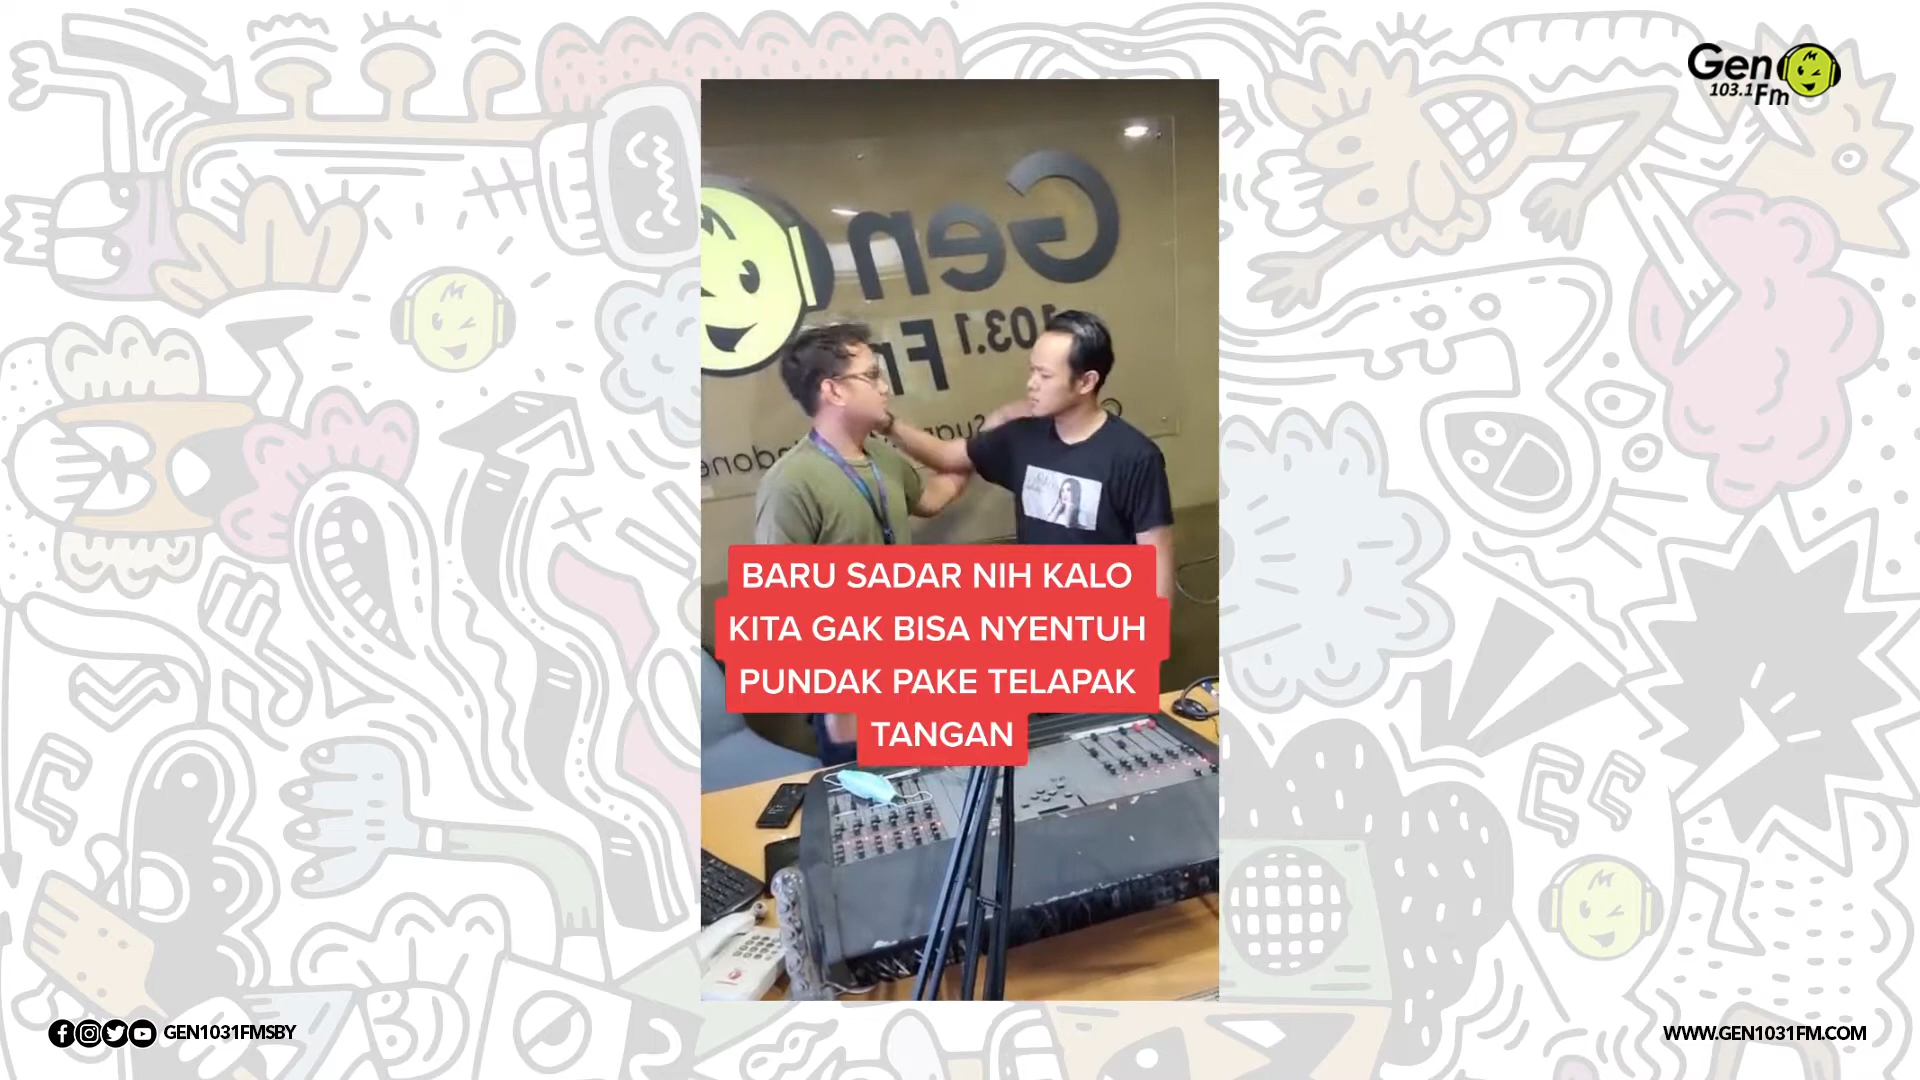 Gen
103.1 Fm
Gen
103.1 Fm
BARU SADAR NIH KALO
KITA GAK BISA NYENTUH
PUNDAK PAKE TELAPAK
TANGAN
GEN1031FMSBY
WWW.GEN1031FM.COM